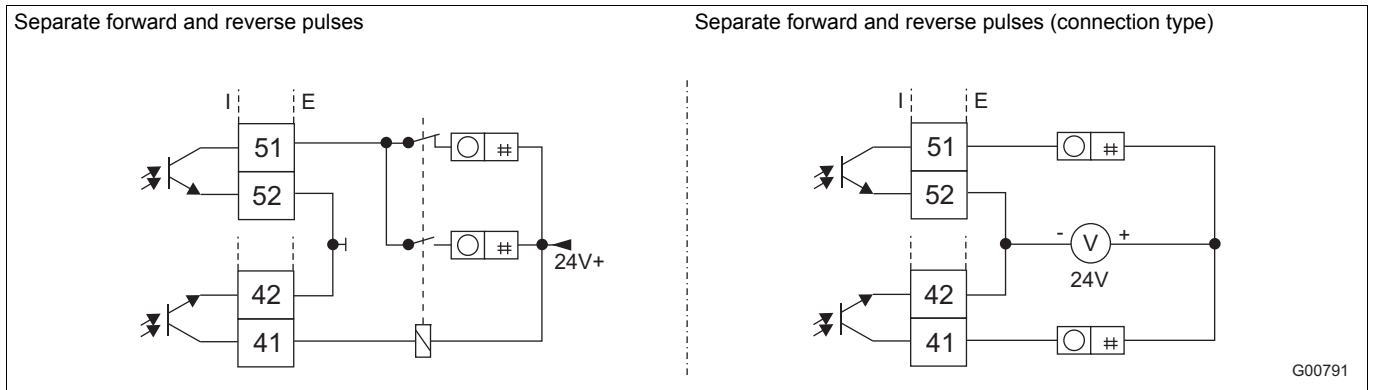 Separate forward and reverse pulses
I E
51
52
42
41
24V+
Separate forward and reverse pulses (connection type)
I E
51
52
- V +
24V
42
41
G00791